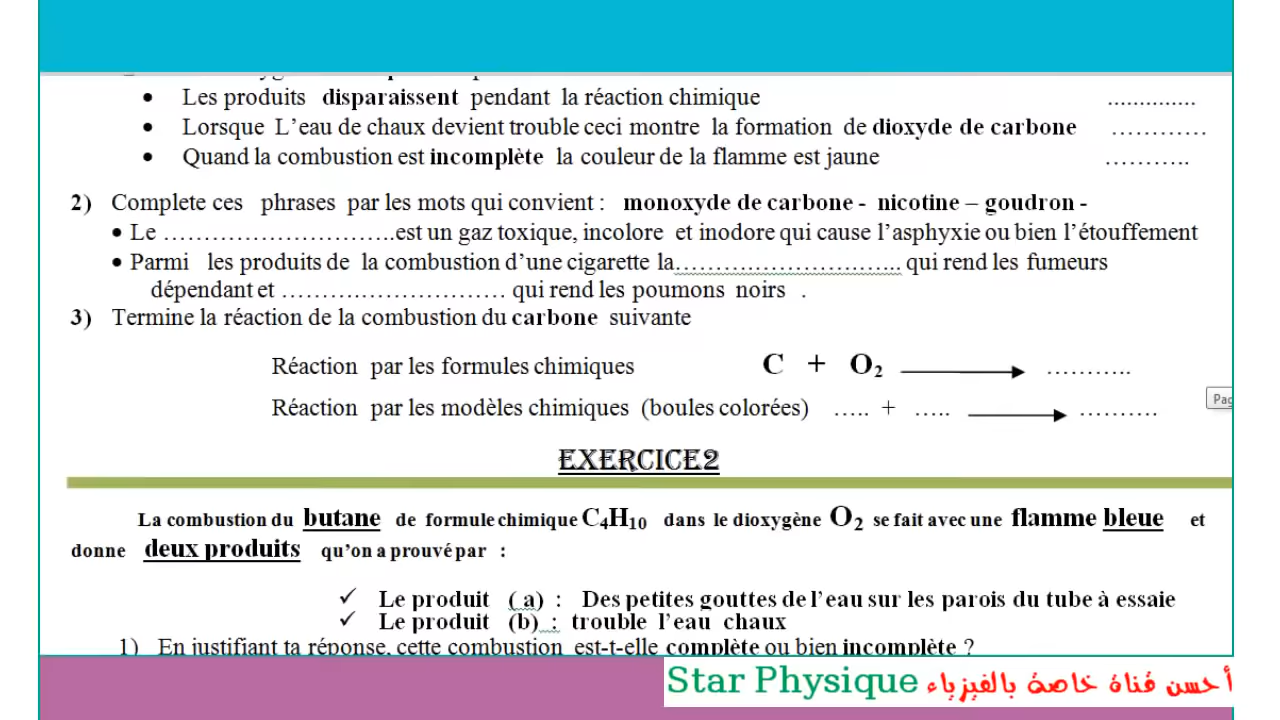 • Les produits disparaissent pendant la réaction chimique ..............
• Lorsque L’eau de chaux devient trouble ceci montre la formation de dioxyde de carbone …………
• Quand la combustion est incomplète la couleur de la flamme est jaune ………..
2) Complete ces phrases par les mots qui convient : monoxyde de carbone - nicotine – goudron -
• Le ………………………..est un gaz toxique, incolore et inodore qui cause l’asphyxie ou bien l’étouffement
• Parmi les produits de la combustion d’une cigarette la…………………….. qui rend les fumeurs
dépendant et ………………………… qui rend les poumons noirs .
3) Termine la réaction de la combustion du carbone suivante
Réaction par les formules chimiques C + O₂ ⟶ ………..
Réaction par les modèles chimiques (boules colorées) ….. + ….. ⟶ ……….
Pag
EXERCICE2
La combustion du butane de formule chimique C₄H₁₀ dans le dioxygène O₂ se fait avec une flamme bleue et
donne deux produits qu’on a prouvé par :
✓ Le produit ( a) : Des petites gouttes de l’eau sur les parois du tube à essaie
✓ Le produit (b) : trouble l’eau chaux
1) En justifiant ta réponse, cette combustion est-t-elle complète ou bien incomplète ?
Star Physique أحسن قناة خاصة بالفيزياء